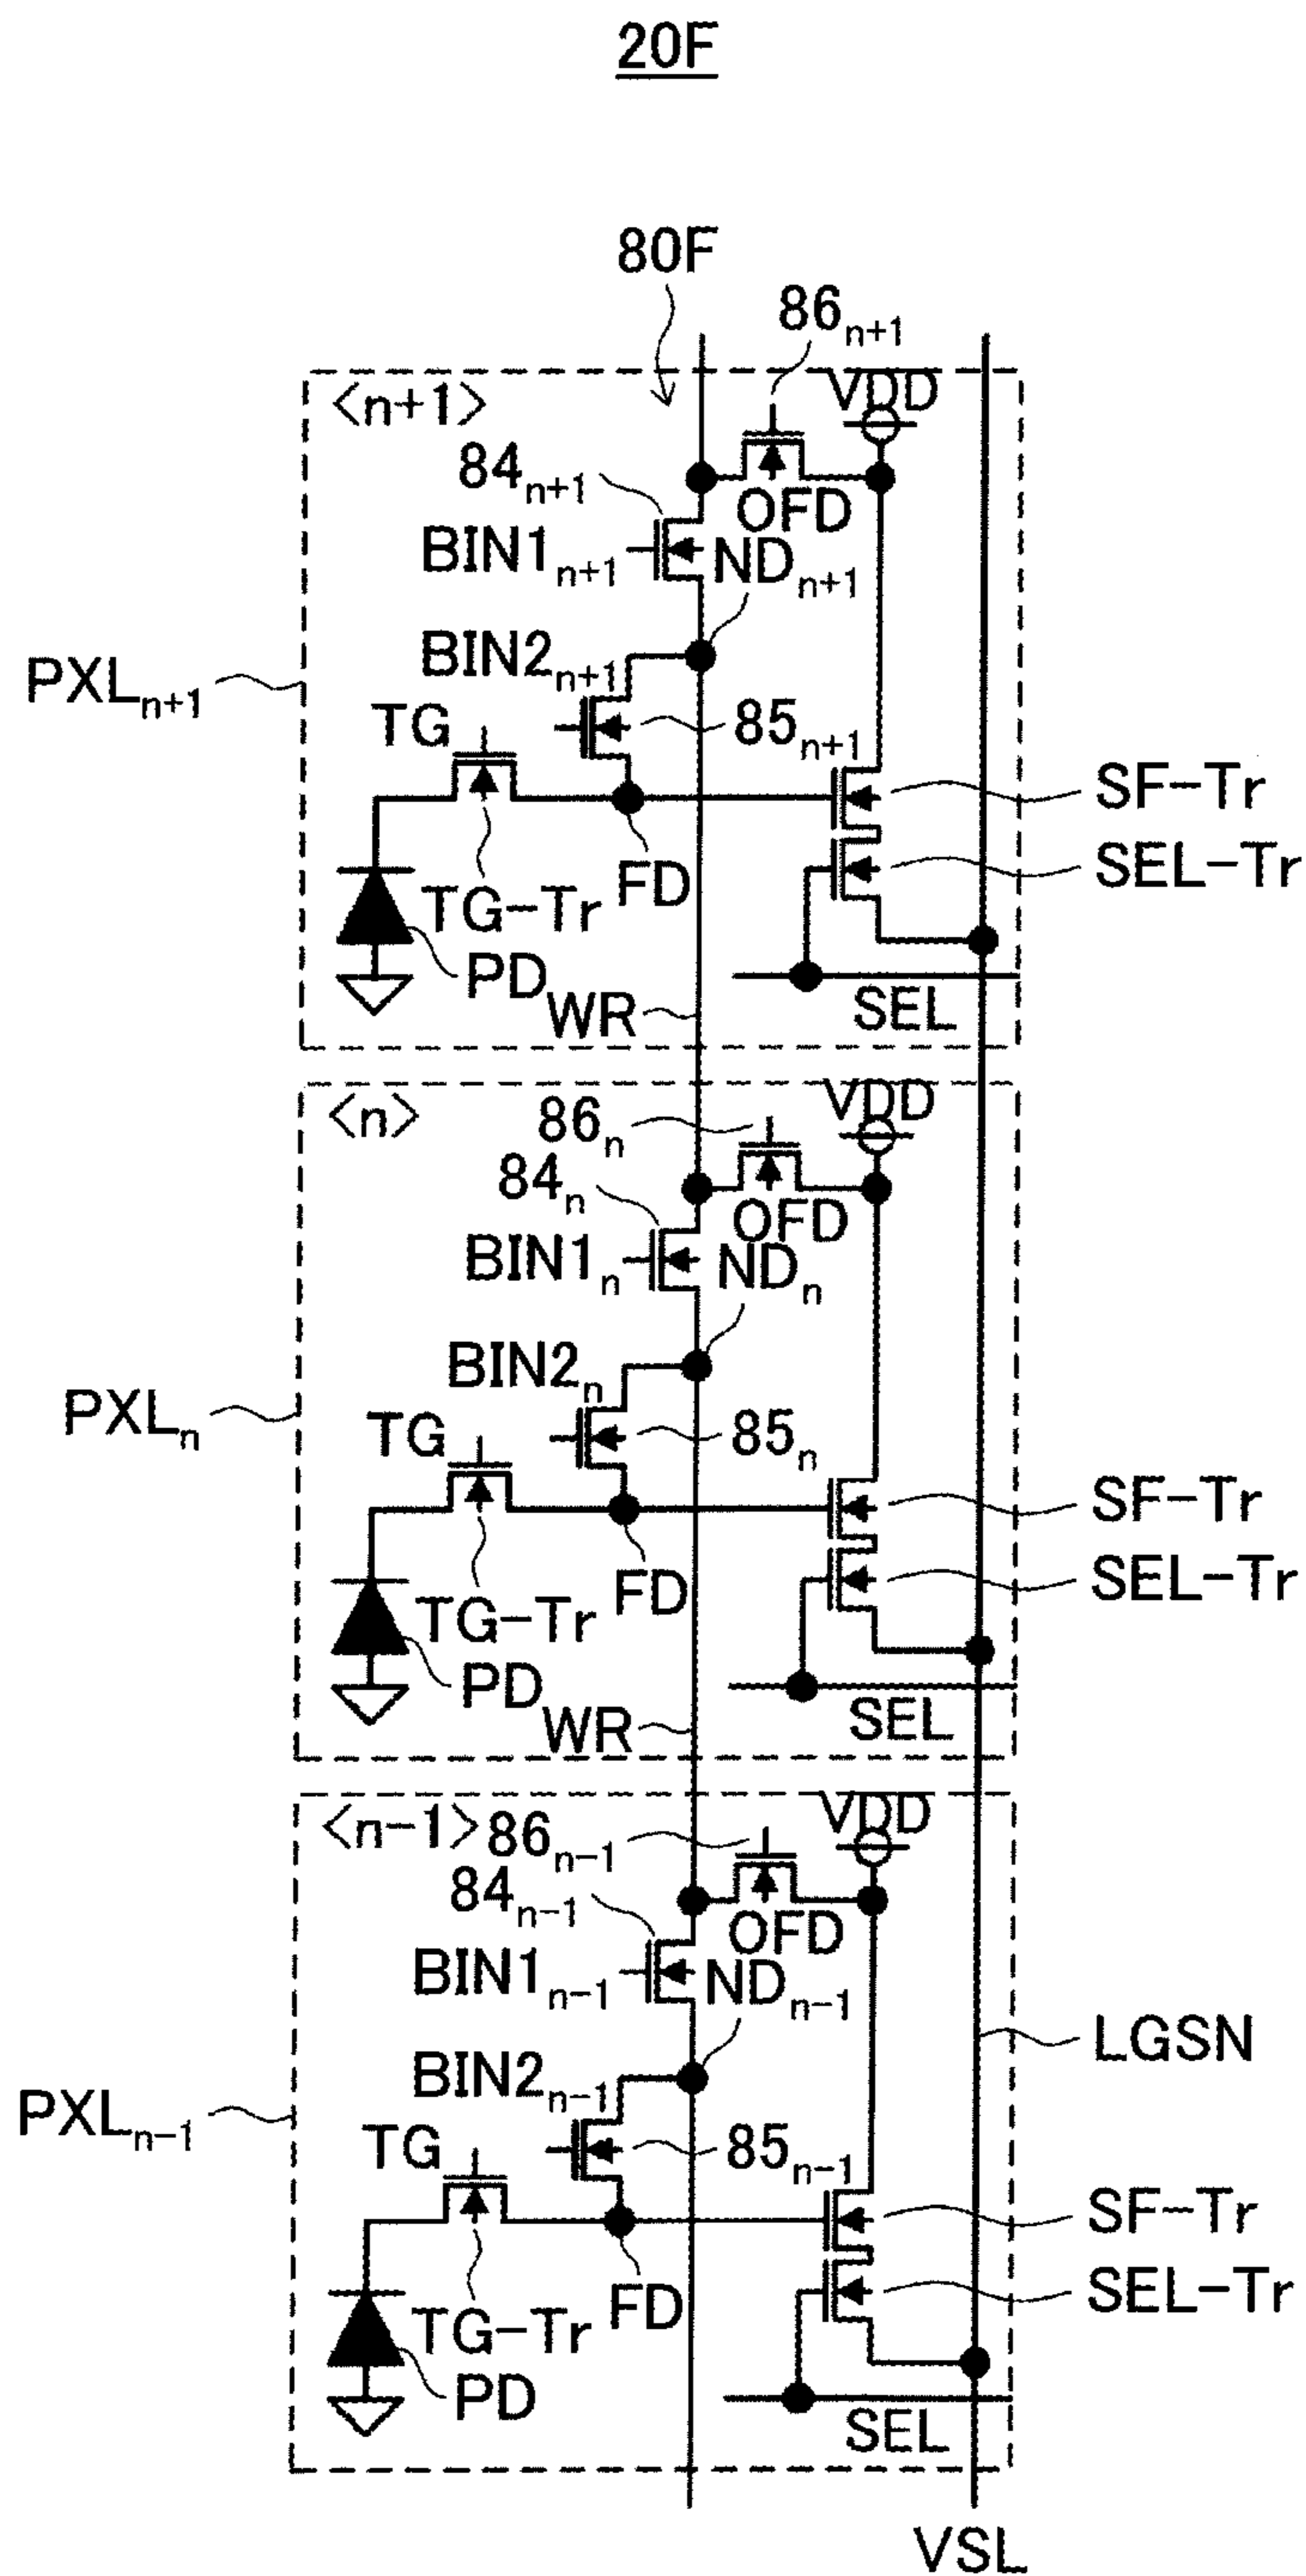 20F
80F
86n+1
<n+1>
VDD
84n+1
OFD
BIN1n+1
NDn+1
BIN2n+1
PXLn+1
TG
85n+1
SF-Tr
SEL-Tr
FD
TG-Tr
PD
WR
SEL
<n>
VDD
86n
84n
OFD
BIN1n
NDn
BIN2n
PXLn
TG
85n
SF-Tr
SEL-Tr
FD
TG-Tr
PD
WR
SEL
<n-1>
VDD
86n-1
84n-1
OFD
BIN1n-1
NDn-1
LGSN
BIN2n-1
PXLn-1
TG
85n-1
SF-Tr
SEL-Tr
FD
TG-Tr
PD
SEL
VSL